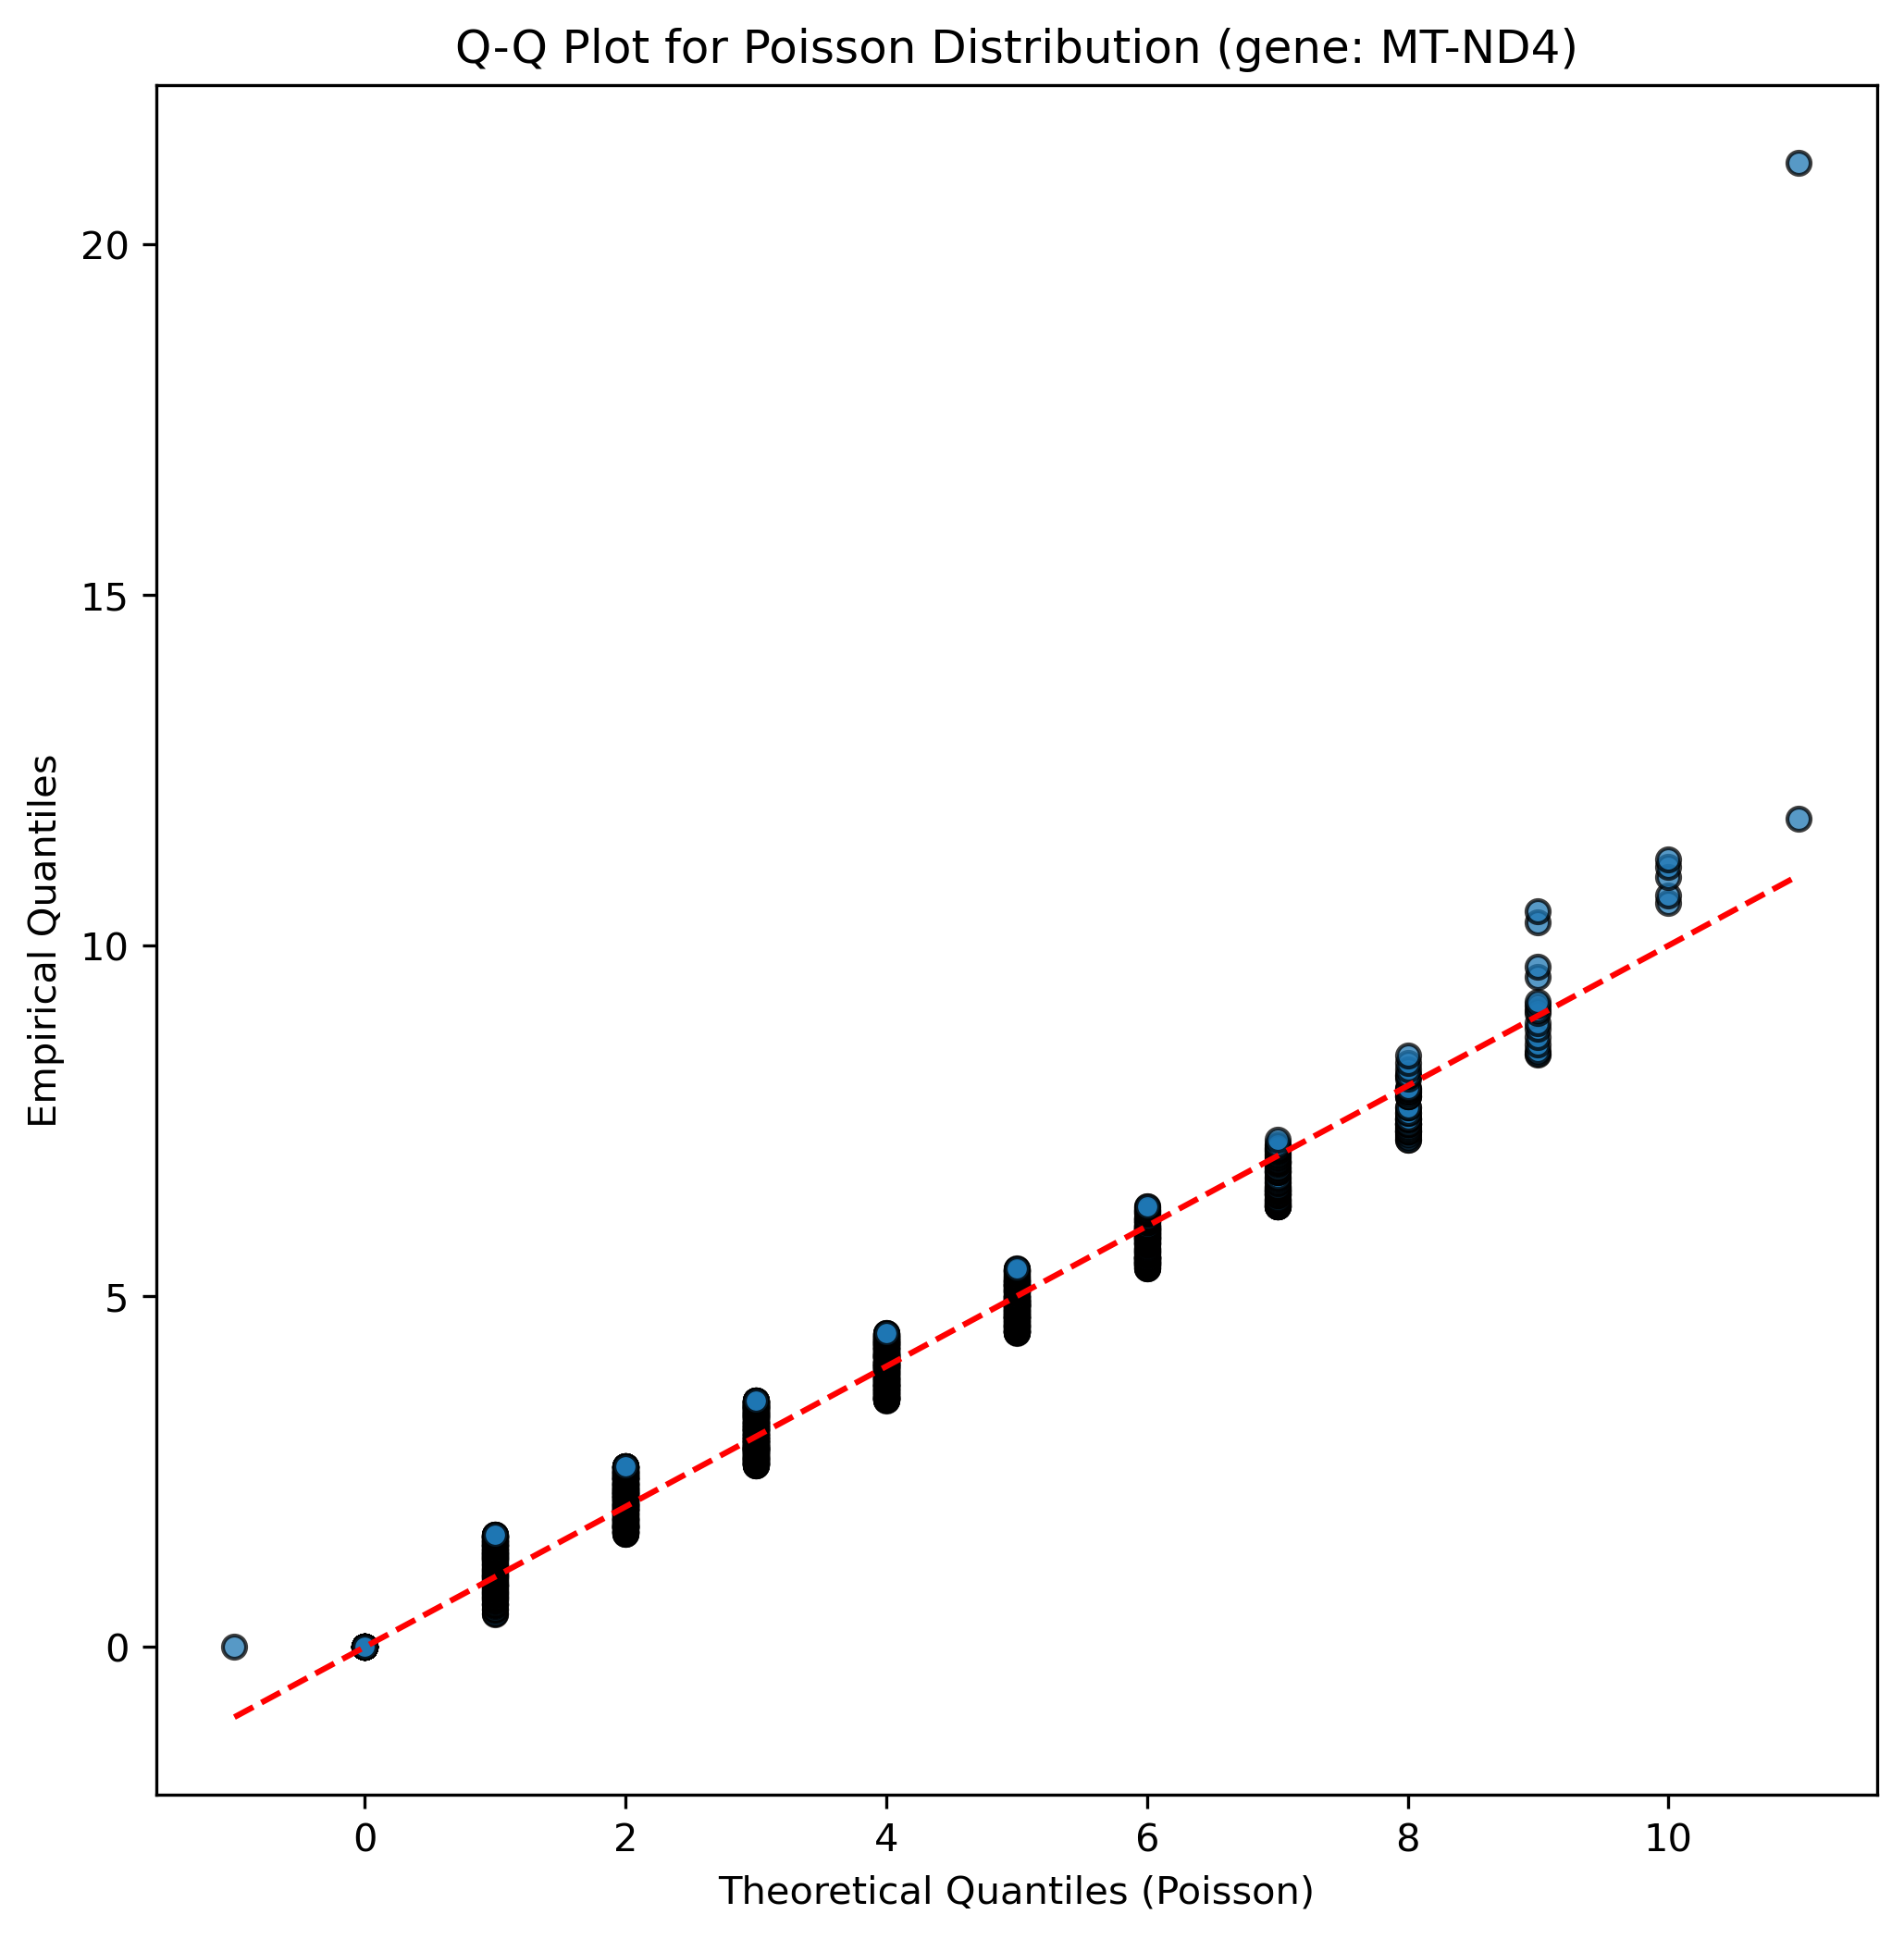 Q-Q Plot for Poisson Distribution (gene: MT-ND4)
Empirical Quantiles
20
15
10
5
0
0 2 4 6 8 10
Theoretical Quantiles (Poisson)